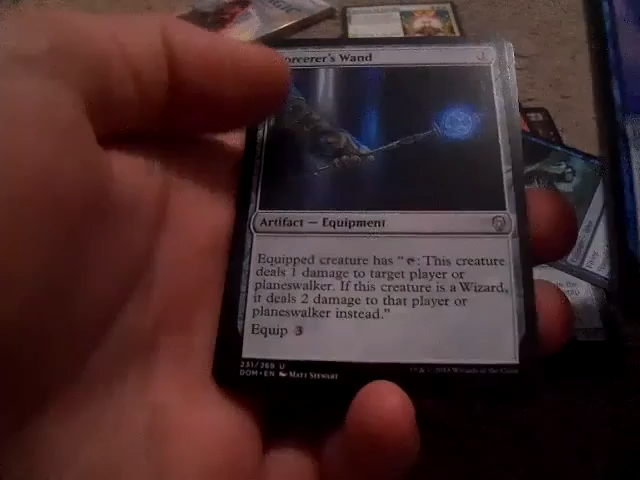 orcerer's Wand
Artifact — Equipment
Equipped creature has “T: This creature
deals 1 damage to target player or
planeswalker. If this creature is a Wizard,
it deals 2 damage to that player or
planeswalker instead.”
Equip 3
231/269 U
DOM • EN Matt Stewart